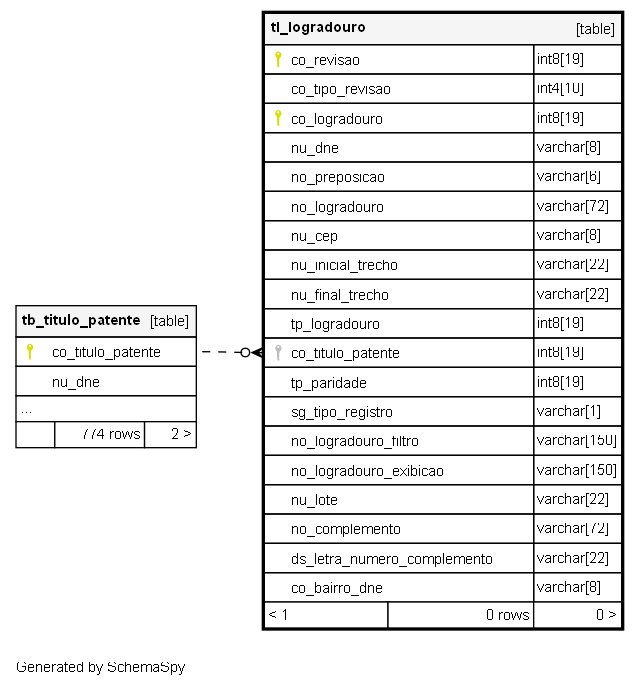 tl_logradouro [table]
co_revisao int8[19]
co_tipo_revisao int4[10]
co_logradouro int8[19]
nu_dne varchar[8]
no_preposicao varchar[6]
no_logradouro varchar[72]
nu_cep varchar[8]
nu_inicial_trecho varchar[22]
nu_final_trecho varchar[22]
tp_logradouro int8[19]
co_titulo_patente int8[19]
tp_paridade int8[19]
sg_tipo_registro varchar[1]
no_logradouro_filtro varchar[150]
no_logradouro_exibicao varchar[150]
nu_lote varchar[22]
no_complemento varchar[72]
ds_letra_numero_complemento varchar[22]
co_bairro_dne varchar[8]
< 1 0 rows 0 >
tb_titulo_patente [table]
co_titulo_patente
nu_dne
...
774 rows 2 >
Generated by SchemaSpy